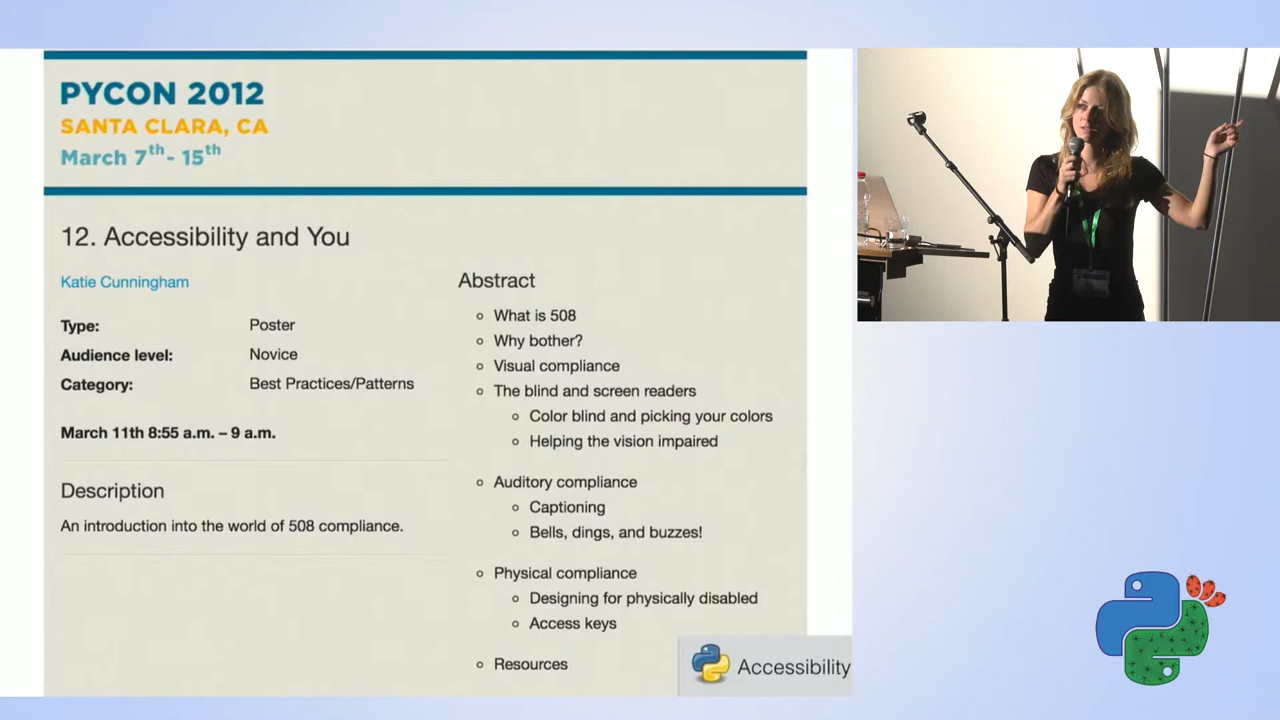 PYCON 2012
SANTA CLARA, CA
March 7th - 15th
12. Accessibility and You
Katie Cunningham
Type: Poster
Audience level: Novice
Category: Best Practices/Patterns
March 11th 8:55 a.m. – 9 a.m.
Description
An introduction into the world of 508 compliance.
Abstract
What is 508
Why bother?
Visual compliance
The blind and screen readers
Color blind and picking your colors
Helping the vision impaired
Auditory compliance
Captioning
Bells, dings, and buzzes!
Physical compliance
Designing for physically disabled
Access keys
Resources
Accessibility